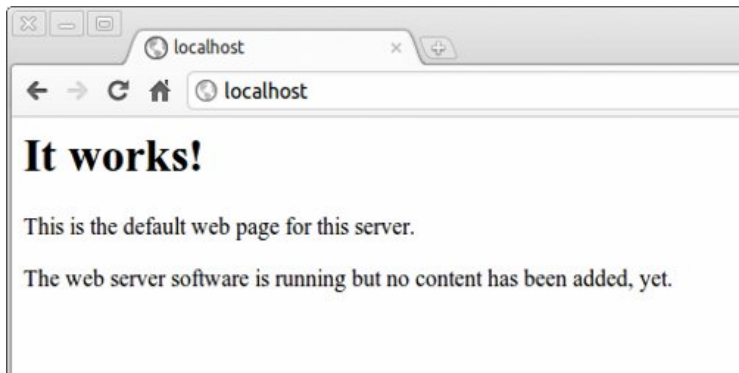 localhost
localhost
It works!
This is the default web page for this server.
The web server software is running but no content has been added, yet.